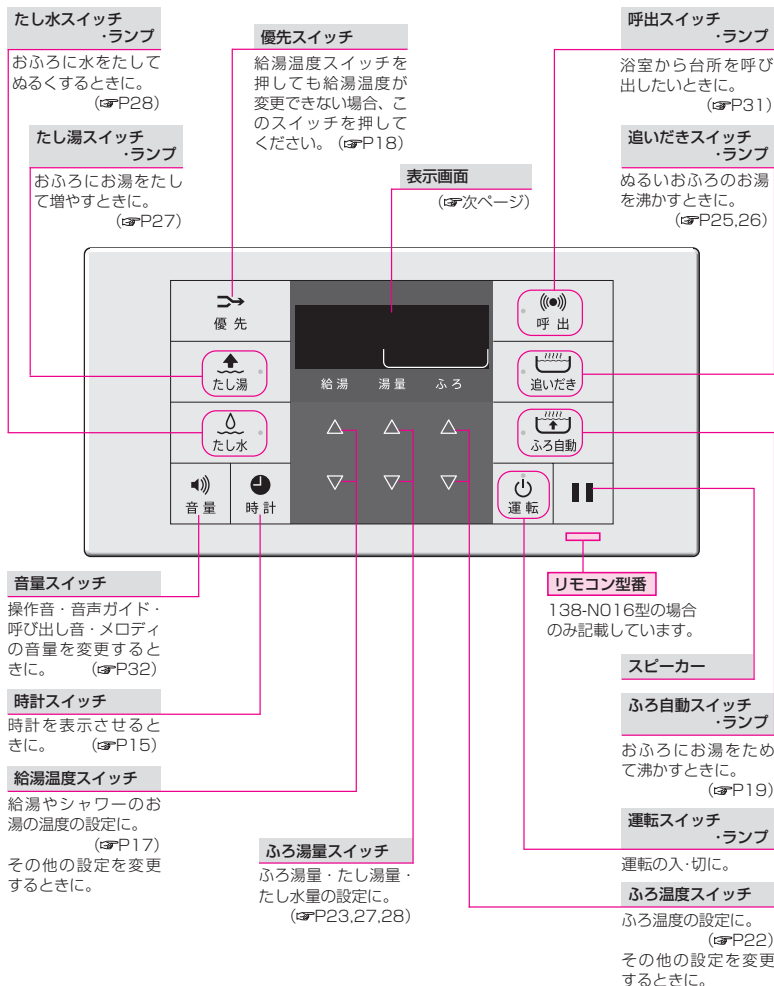 たし水スイッチ
・ランプ
おふろに水をたして
ぬるくするときに。
(☞P28)
たし湯スイッチ
・ランプ
おふろにお湯をたし
て増やすときに。
(☞P27)
優先スイッチ
給湯温度スイッチを
押しても給湯温度が
変更できない場合、こ
のスイッチを押して
ください。(☞P18)
表示画面
(☞次ページ)
呼出スイッチ
・ランプ
浴室から台所を呼び
出したいときに。
(☞P31)
追いだきスイッチ
・ランプ
ぬるいおふろのお湯
を沸かすときに。
(☞P25,26)
優先
たし湯
たし水
音量
時計
給湯 湯量 ふろ
呼出
追いだき
ふろ自動
運転
音量スイッチ
操作音・音声ガイド・
呼び出し音・メロディ
の音量を変更すると
きに。 (☞P32)
時計スイッチ
時計を表示させると
きに。 (☞P15)
給湯温度スイッチ
給湯やシャワーのお
湯の温度の設定に。
(☞P17)
その他の設定を変更
するときに。
ふろ湯量スイッチ
ふろ湯量・たし湯量・
たし水量の設定に。
(☞P23,27,28)
リモコン型番
138-N016型の場合
のみ記載しています。
スピーカー
ふろ自動スイッチ
・ランプ
おふろにお湯をため
て沸かすときに。
(☞P19)
運転スイッチ
・ランプ
運転の入・切に。
ふろ温度スイッチ
ふろ温度の設定に。
(☞P22)
その他の設定を変更
するときに。